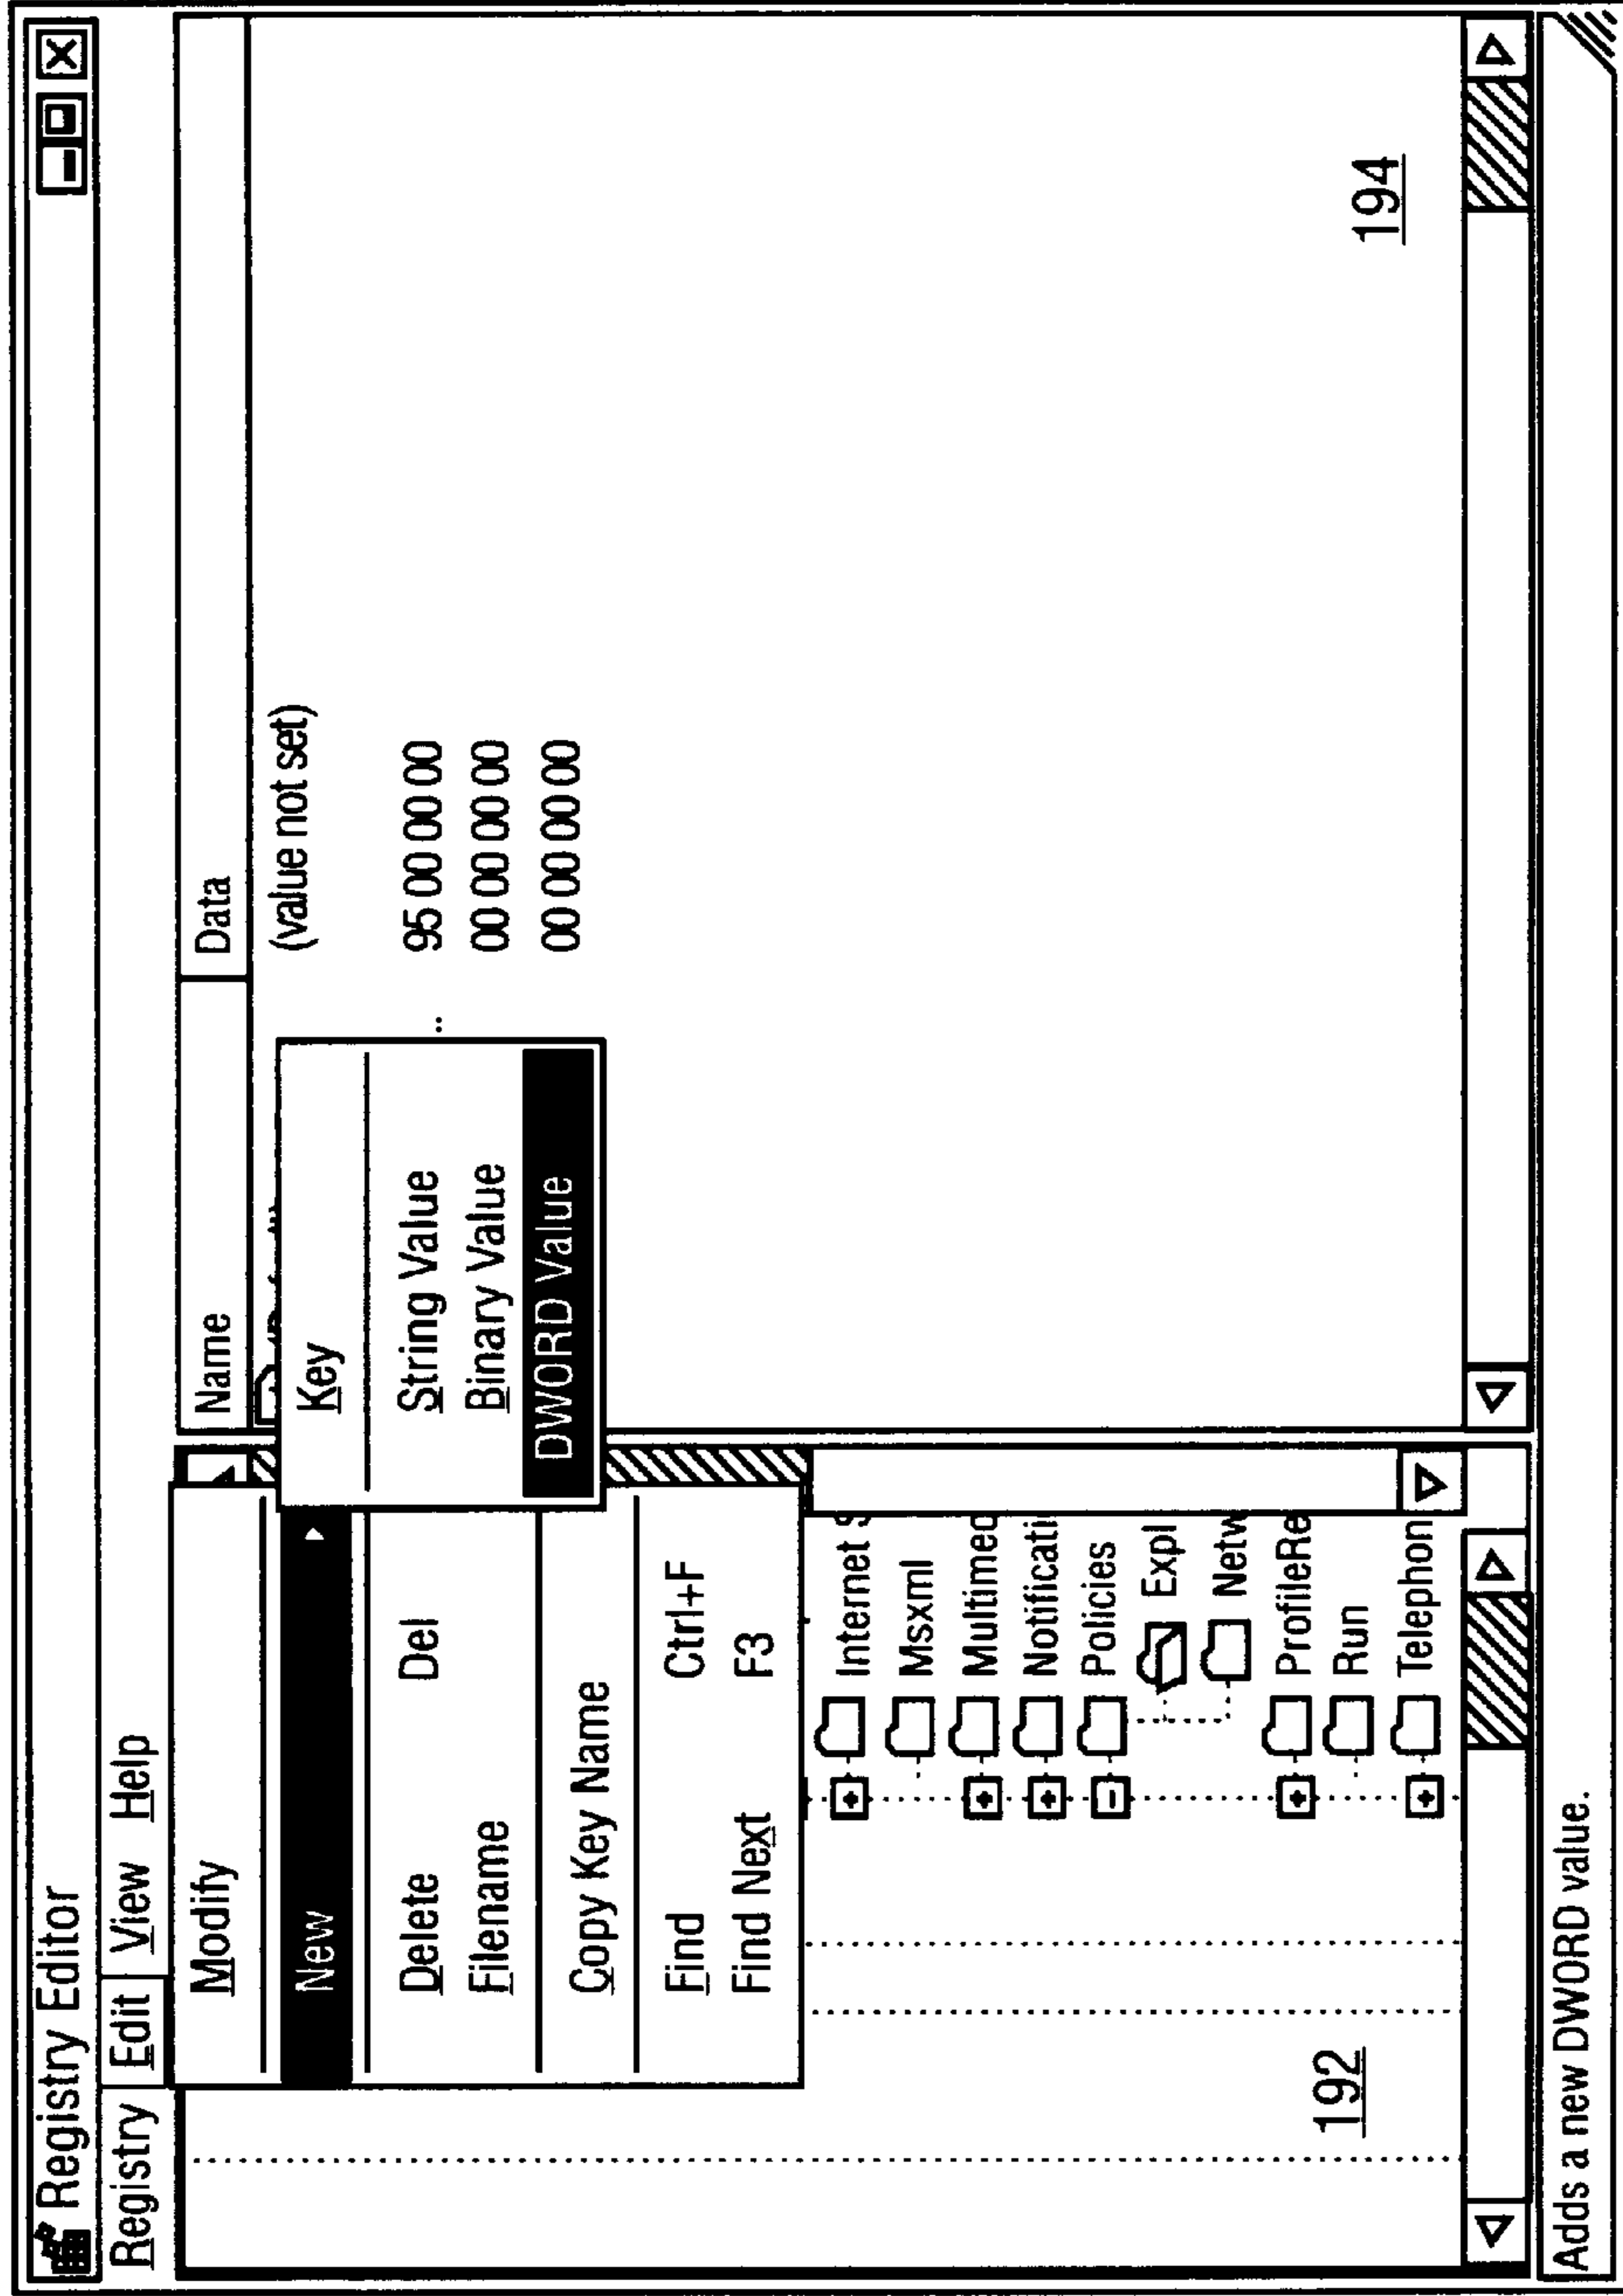 Registry Editor
Registry Edit View Help
Modify
New
Delete Del
Filename
Copy Key Name
Find Ctrl+F
Find Next F3
Key
String Value
Binary Value
DWORD Value
Name Data
(value not set)
.. 95 00 00 00
00 00 00 00
00 00 00 00
Internet S
Msxml
Multimed
Notificati
Policies
Expl
Netw
ProfileRe
Run
Telephon
192
194
Adds a new DWORD value.